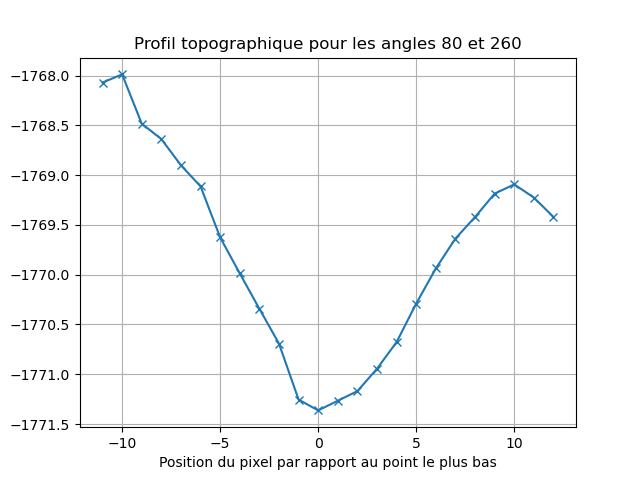 Profil topographique pour les angles 80 et 260
−1768.0
−1768.5
−1769.0
−1769.5
−1770.0
−1770.5
−1771.0
−1771.5
−10 −5 0 5 10
Position du pixel par rapport au point le plus bas